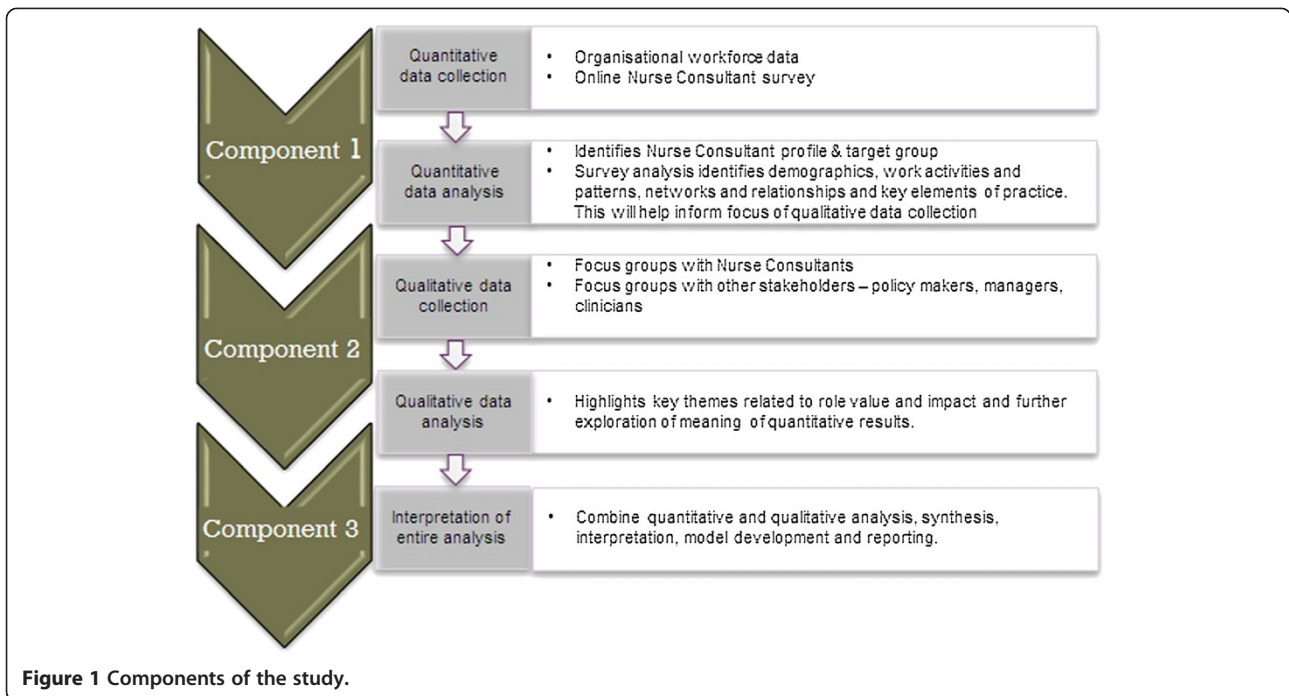 Component 1
Quantitative
data collection
• Organisational workforce data
• Online Nurse Consultant survey
Quantitative
data analysis
• Identifies Nurse Consultant profile & target group
• Survey analysis identifies demographics, work activities and
patterns, networks and relationships and key elements of practice.
This will help inform focus of qualitative data collection
Component 2
Qualitative data
collection
• Focus groups with Nurse Consultants
• Focus groups with other stakeholders – policy makers, managers,
clinicians
Qualitative data
analysis
• Highlights key themes related to role value and impact and further
exploration of meaning of quantitative results.
Component 3
Interpretation of
entire analysis
• Combine quantitative and qualitative analysis, synthesis,
interpretation, model development and reporting.
Figure 1 Components of the study.